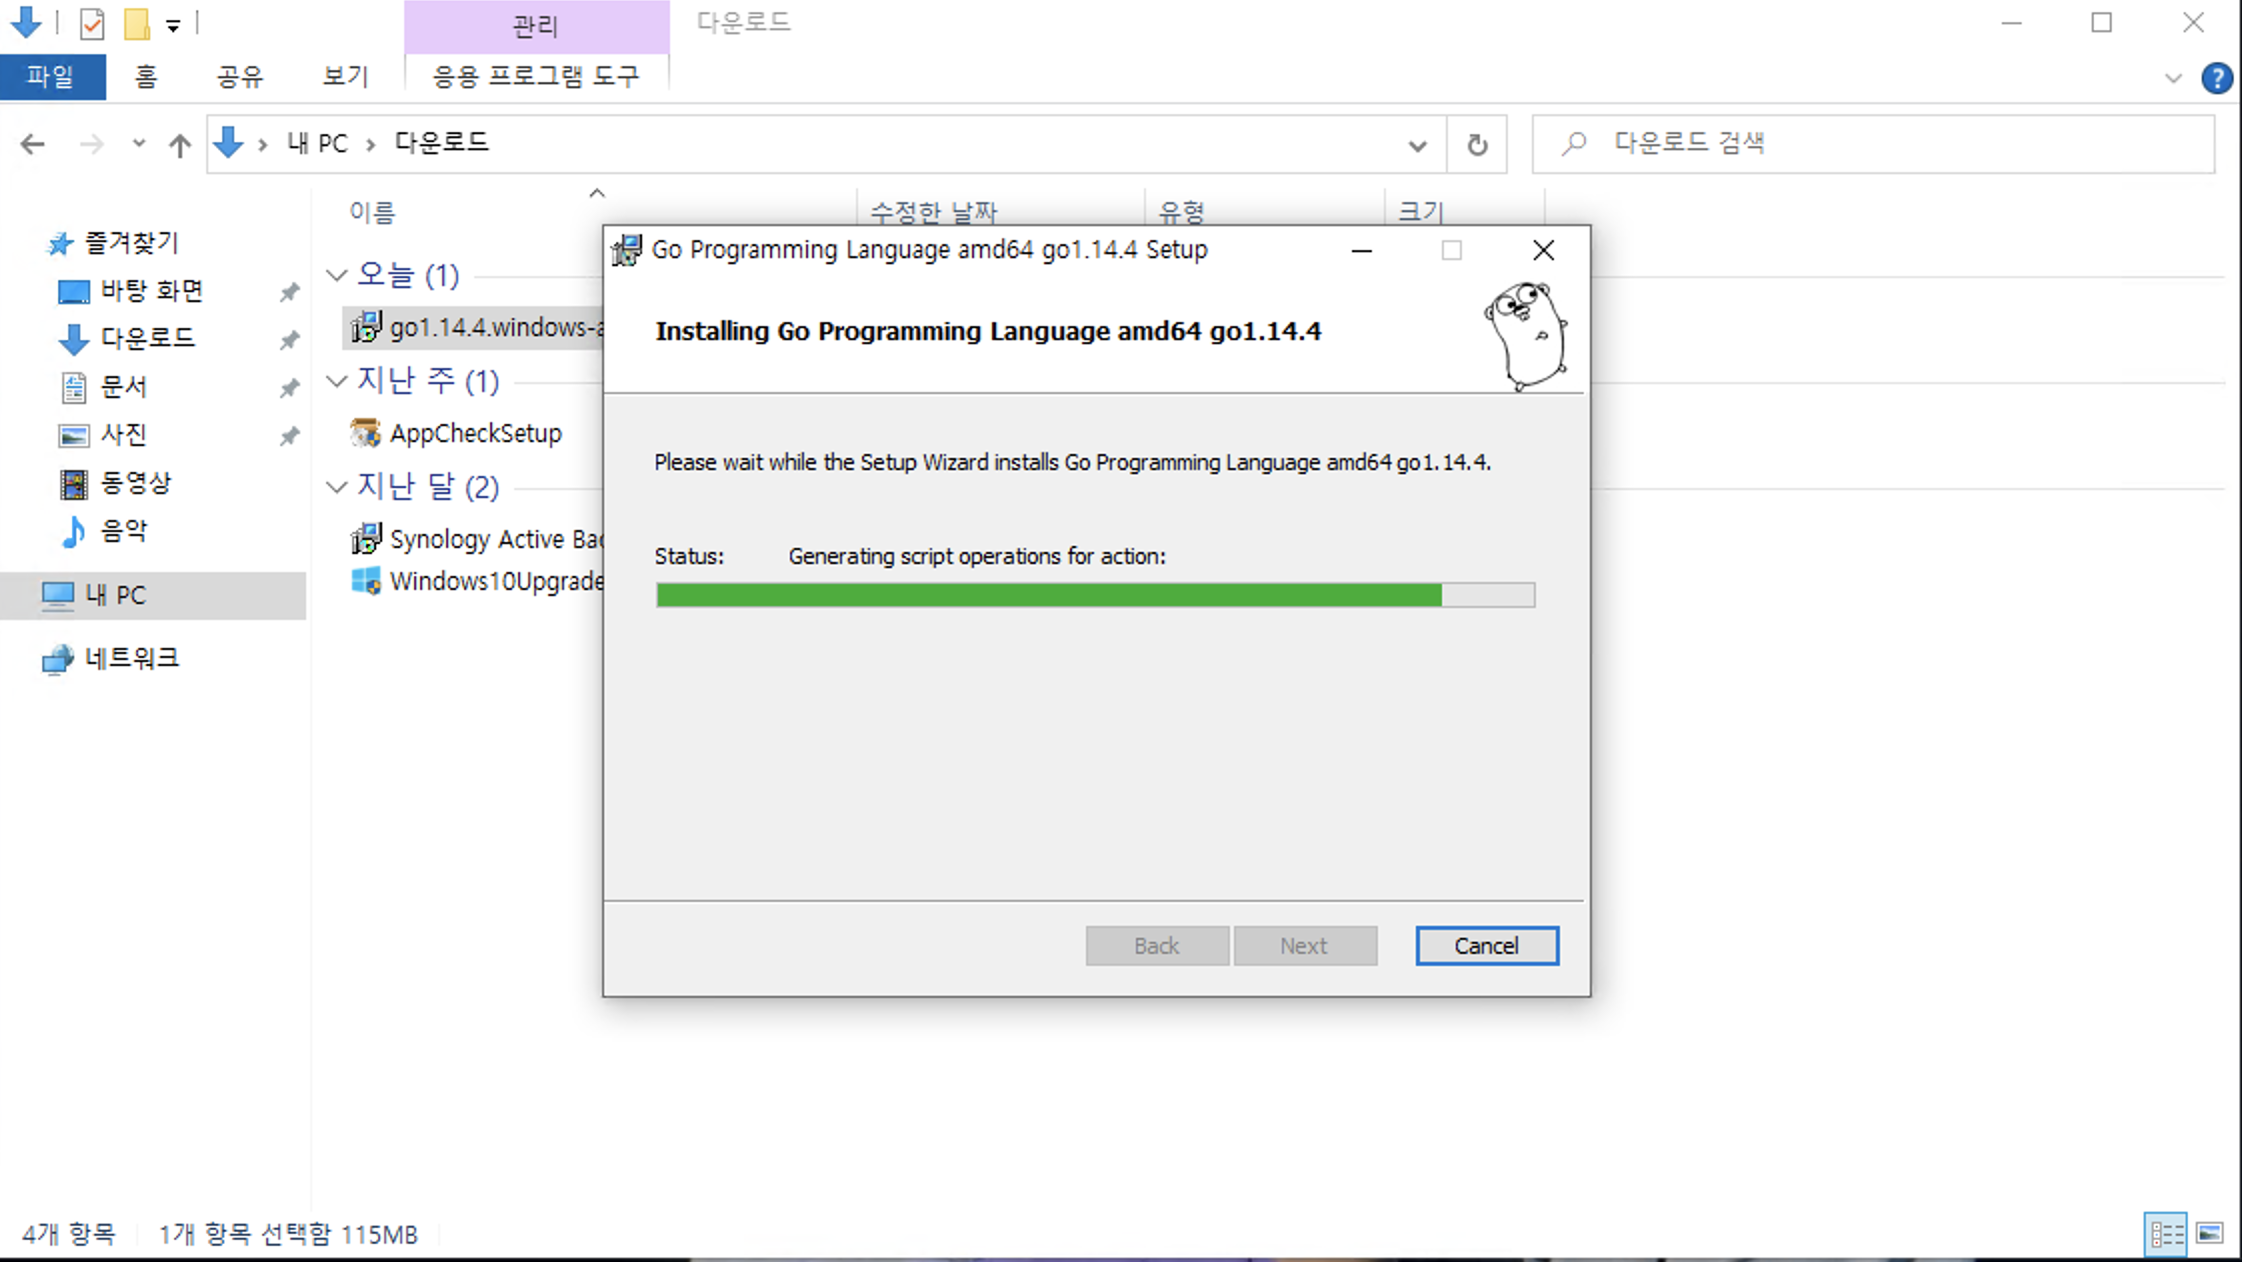 관리
다운로드
파일
홈
공유
보기
응용 프로그램 도구
내 PC
다운로드
다운로드 검색
이름
수정한 날짜
유형
크기
즐겨찾기
바탕 화면
다운로드
문서
사진
동영상
음악
내 PC
네트워크
오늘 (1)
go1.14.4.windows-a
지난 주 (1)
AppCheckSetup
지난 달 (2)
Synology Active Bac
Windows10Upgrade
Go Programming Language amd64 go1.14.4 Setup
Installing Go Programming Language amd64 go1.14.4
Please wait while the Setup Wizard installs Go Programming Language amd64 go1.14.4.
Status: Generating script operations for action:
Back
Next
Cancel
4개 항목
1개 항목 선택함 115MB